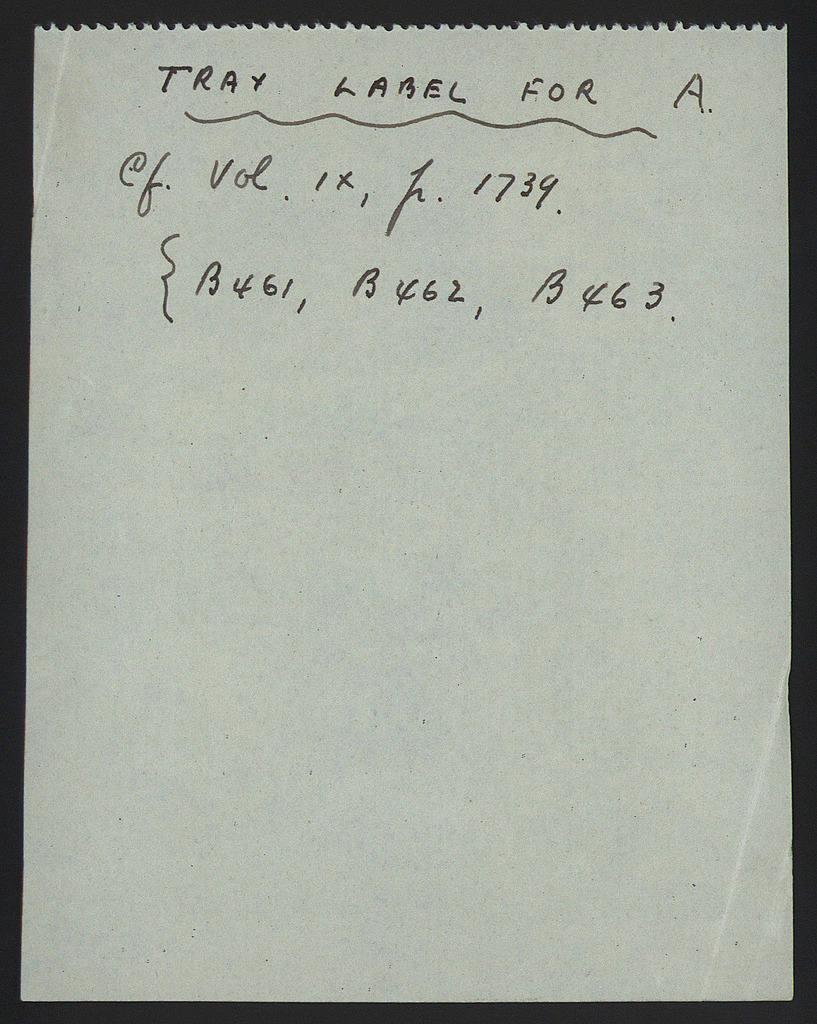 TRAY LABEL FOR A.
Cf. Vol. IX, p. 1739.
{ B461, B462, B463.